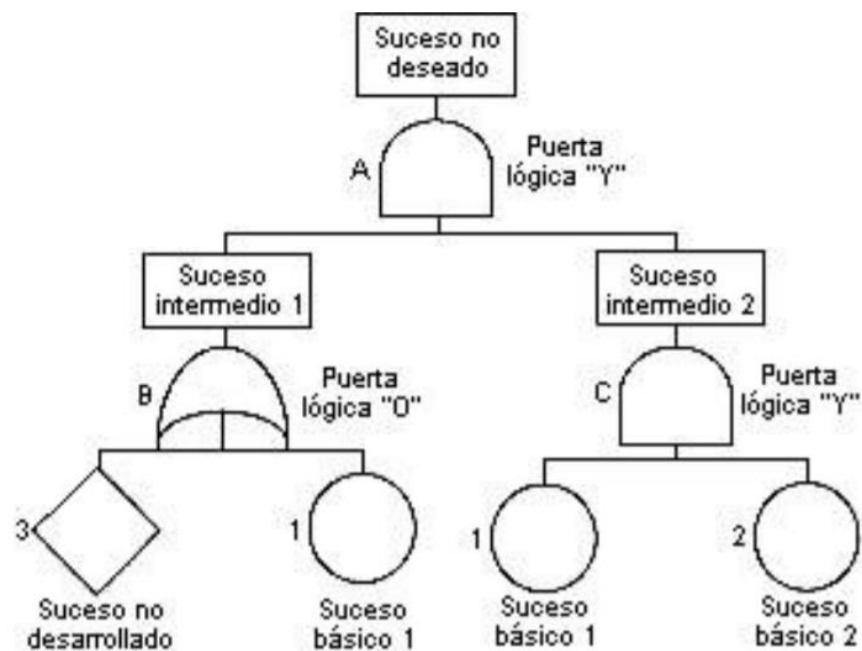 Suceso no
deseado
A
Puerta
lógica "Y"
Suceso
intermedio 1
Suceso
intermedio 2
B
Puerta
lógica "O"
C
Puerta
lógica "Y"
3
1
1
2
Suceso no
desarrollado
Suceso
básico 1
Suceso
básico 1
Suceso
básico 2